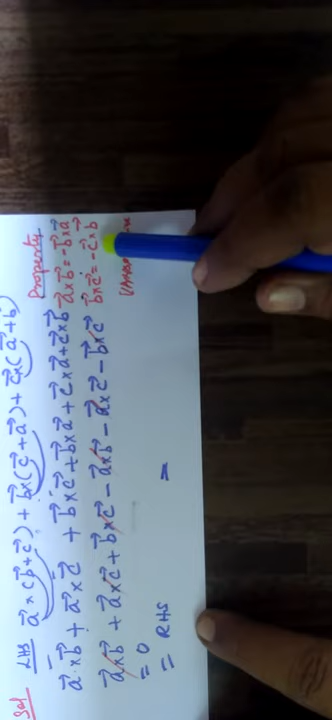 Sol LHS
a⃗ × (b⃗ + c⃗) + b⃗ × (c⃗ + a⃗) + c⃗ × (a⃗ + b⃗)
Property
a⃗ × b⃗ + a⃗ × c⃗ + b⃗ × c⃗ + b⃗ × a⃗ + c⃗ × a⃗ + c⃗ × b⃗
a⃗ × b⃗ = - b⃗ × a⃗
a⃗ × b⃗ + a⃗ × c⃗ + b⃗ × c⃗ - a⃗ × b⃗ - a⃗ × c⃗ - b⃗ × c⃗
b⃗ × c⃗ = - c⃗ × b⃗
= 0
= RHS